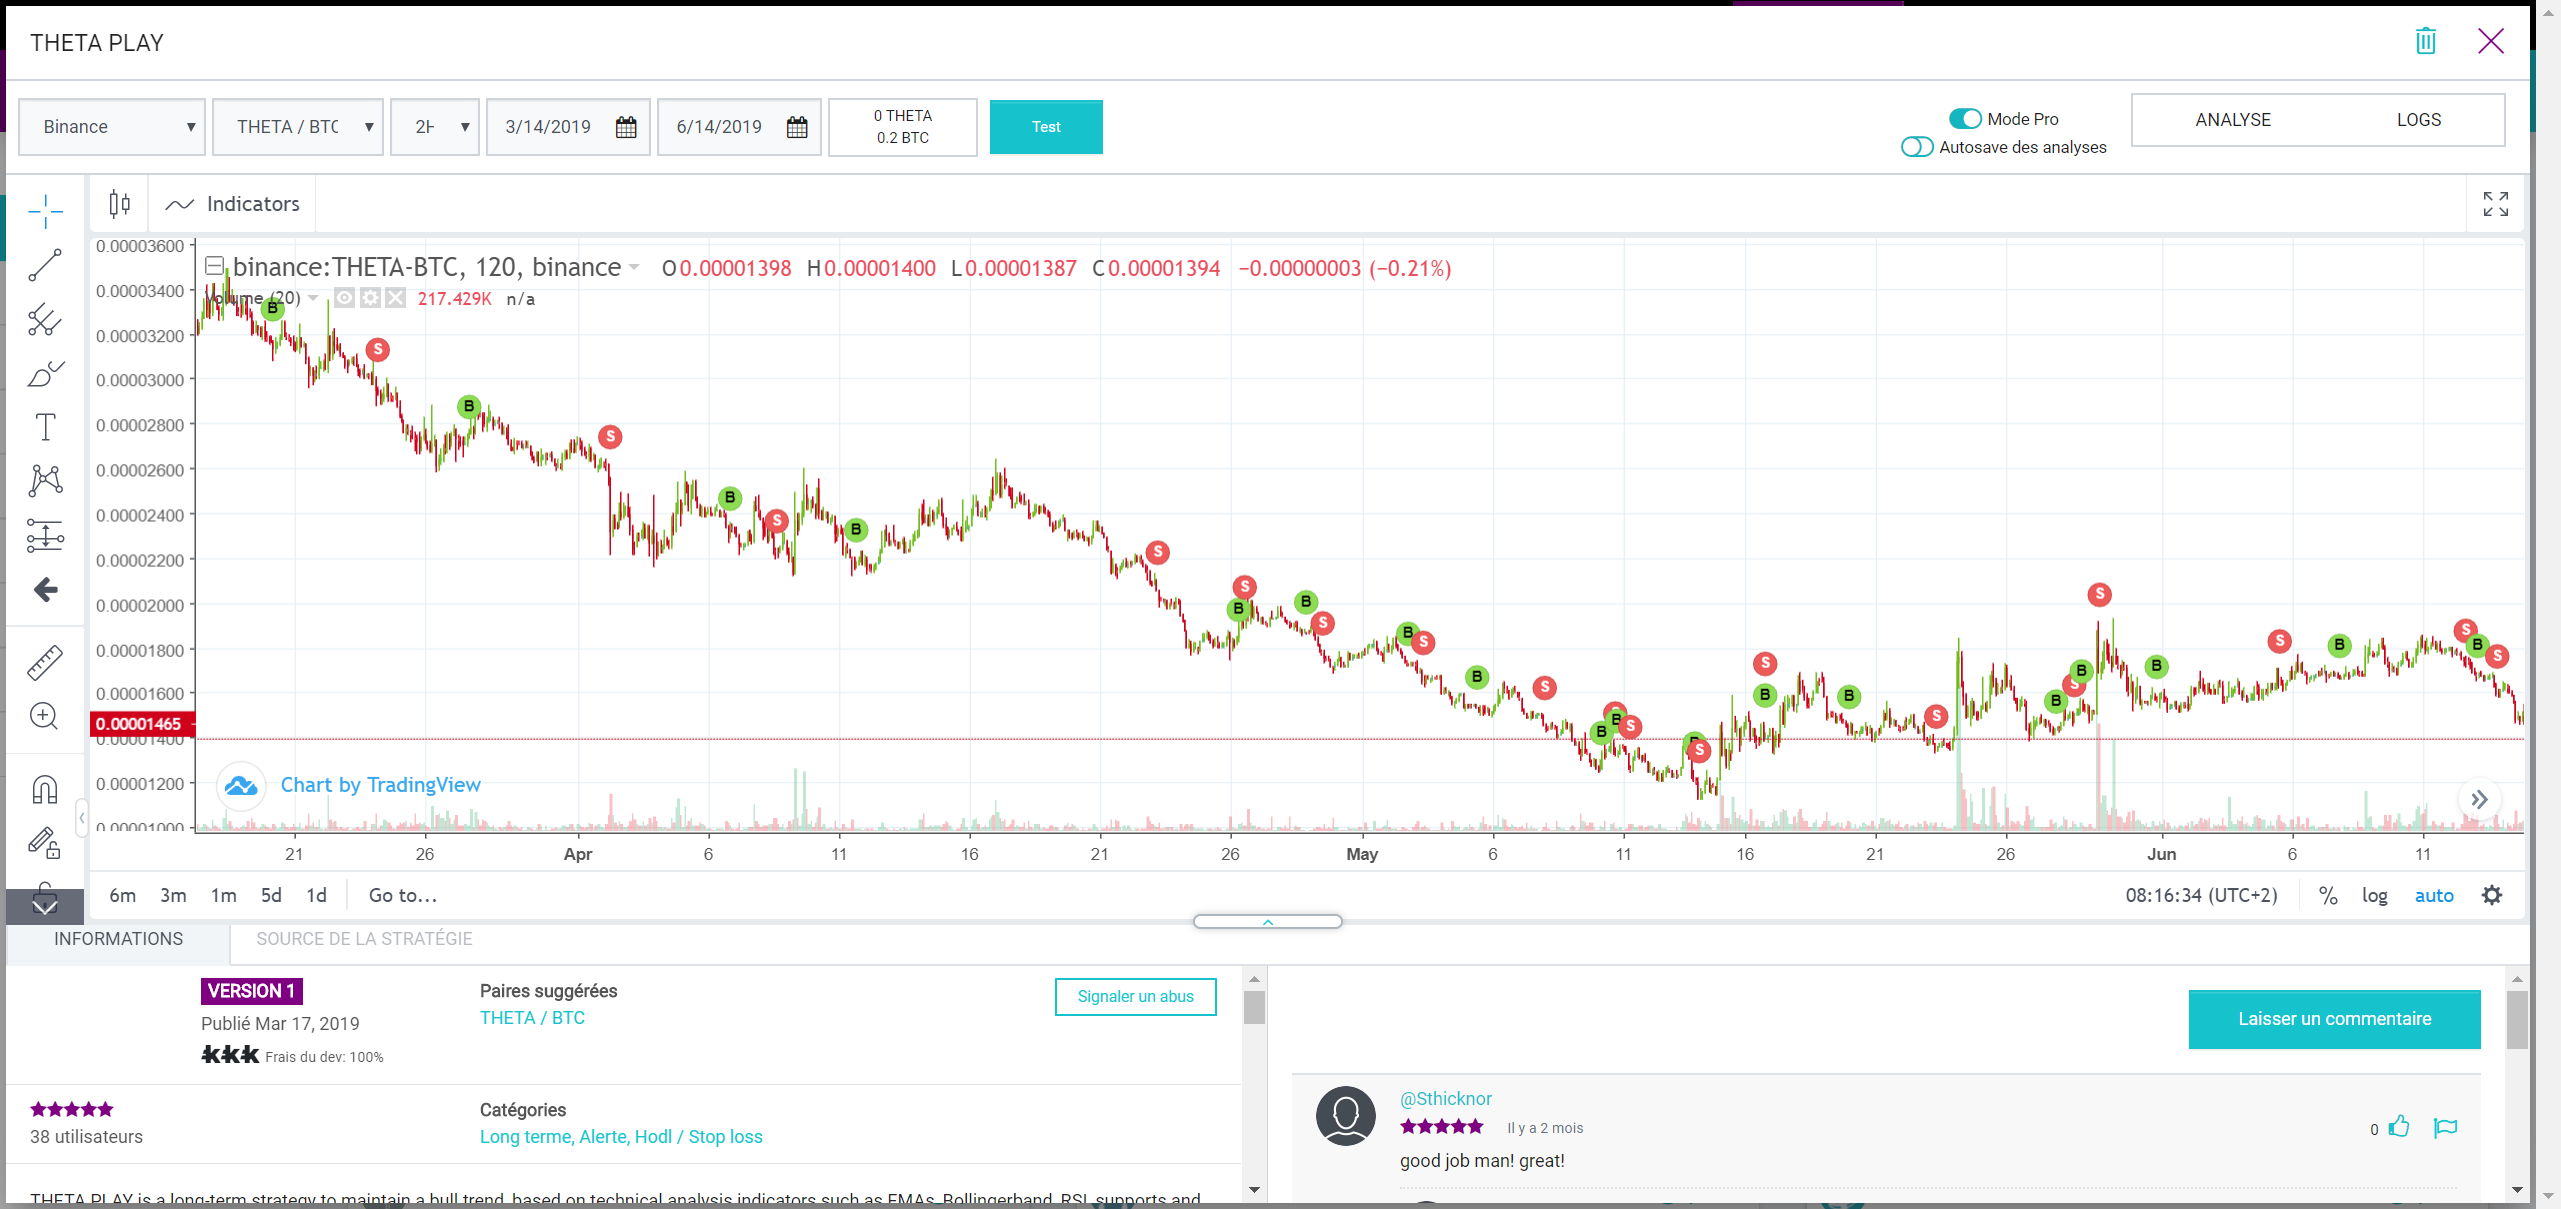 THETA PLAY
Binance
THETA / BTC
2H
3/14/2019
6/14/2019
0 THETA
0.2 BTC
Test
Mode Pro
Autosave des analyses
ANALYSE
LOGS
Indicators
binance:THETA-BTC, 120, binance O0.00001398 H0.00001400 L0.00001387 C0.00001394 −0.00000003 (−0.21%)
Volume (20) 217.429K n/a
0.00003600
0.00003400
0.00003200
0.00003000
0.00002800
0.00002600
0.00002400
0.00002200
0.00002000
0.00001800
0.00001600
0.00001465
0.00001400
0.00001200
0.00001000
B
S
B
S
B
S
B
S
B
S
B
S
B
S
B
S
B
B
S
S
B
S
B
S
B
S
B
S
B
B
S
B
S
B
S
Chart by TradingView
21 26 Apr 6 11 16 21 26 May 6 11 16 21 26 Jun 6 11
6m 3m 1m 5d 1d Go to...
08:16:34 (UTC+2) % log auto
INFORMATIONS
SOURCE DE LA STRATÉGIE
VERSION 1
Publié Mar 17, 2019
Frais du dev: 100%
Paires suggérées
THETA / BTC
Signaler un abus
38 utilisateurs
Catégories
Long terme, Alerte, Hodl / Stop loss
THETA PLAY is a long-term strategy to maintain a bull trend, based on technical analysis indicators such as EMAs, Bollingerband, RSI, supports and
Laisser un commentaire
@Sthicknor
Il y a 2 mois
0
good job man! great!